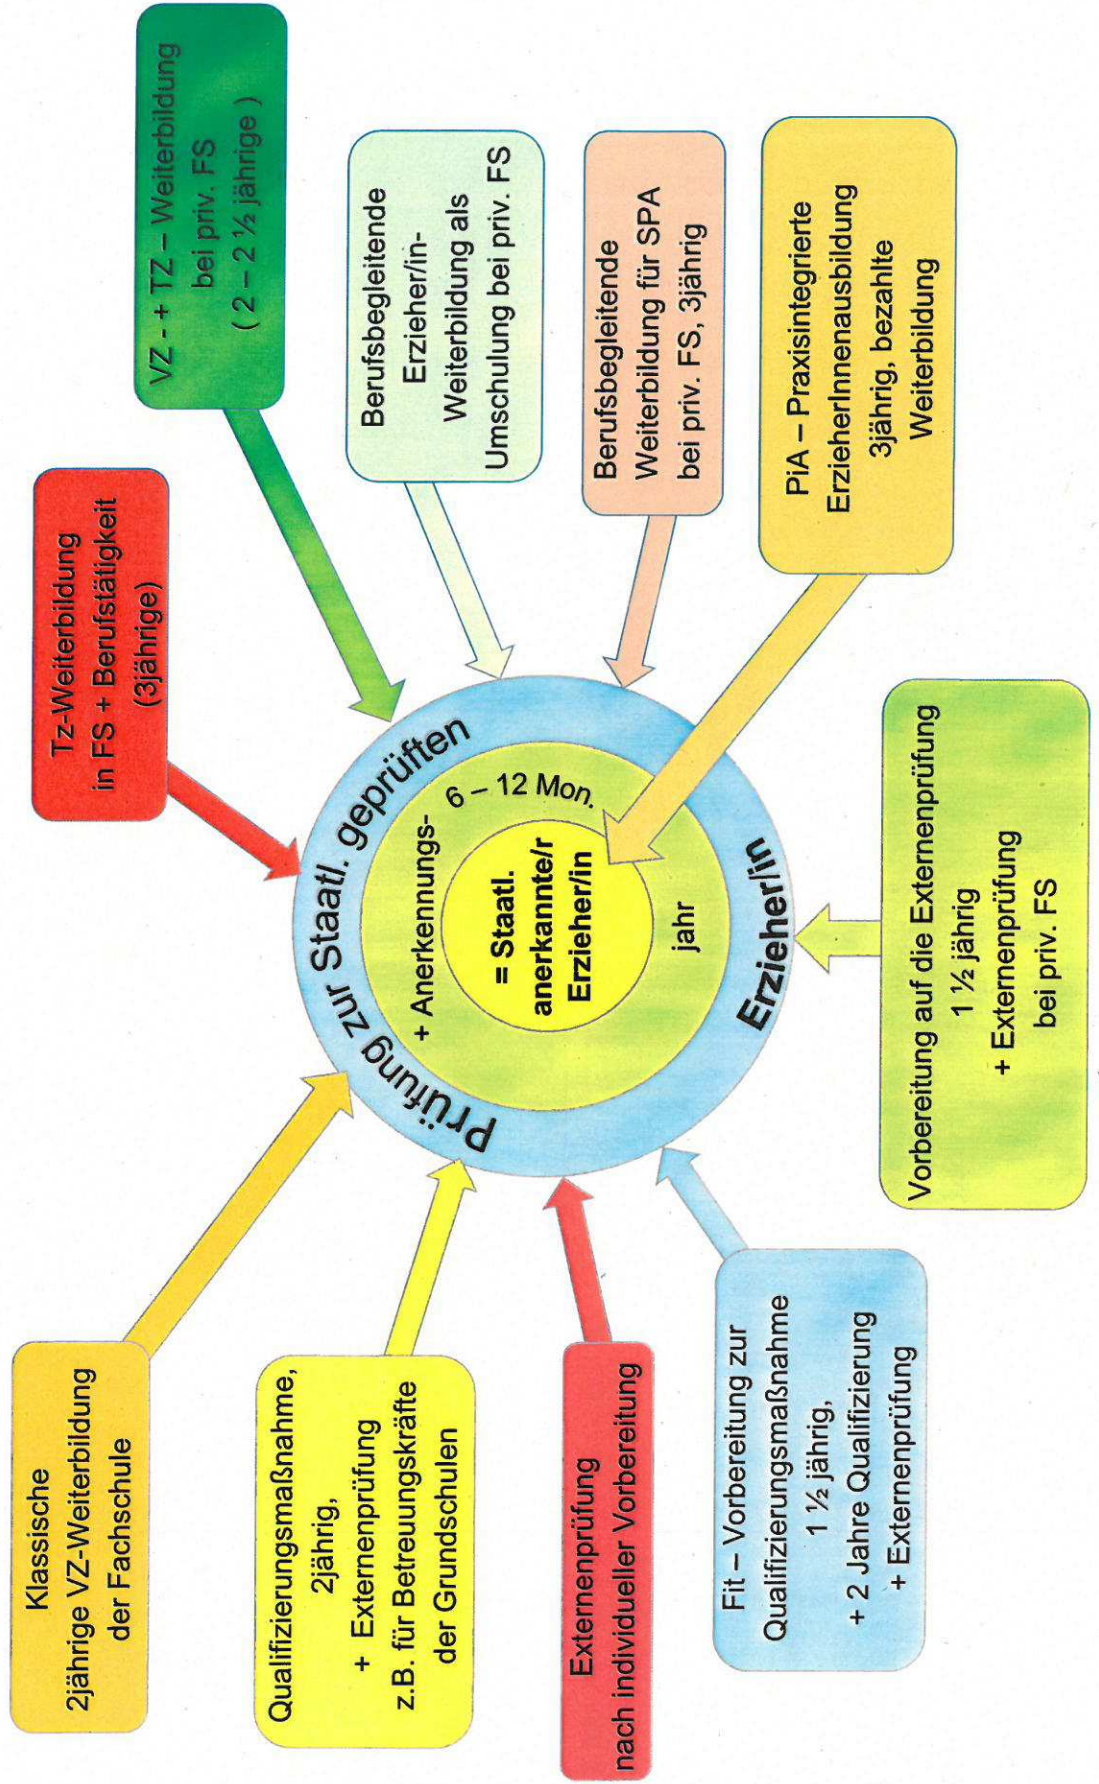 Klassische
2jährige VZ-Weiterbildung
der Fachschule
Tz-Weiterbildung
in FS + Berufstätigkeit
(3jährige)
VZ - + TZ – Weiterbildung
bei priv. FS
( 2 – 2 ½ jährige )
Qualifizierungsmaßnahme,
2jährig,
+ Externenprüfung
z.B. für Betreuungskräfte
der Grundschulen
Berufsbegleitende
Erzieher/in-
Weiterbildung als
Umschulung bei priv. FS
Externenprüfung
nach individueller Vorbereitung
Berufsbegleitende
Weiterbildung für SPA
bei priv. FS, 3jährig
Fit – Vorbereitung zur
Qualifizierungsmaßnahme
1 ½ jährig,
+ 2 Jahre Qualifizierung
+ Externenprüfung
PiA – Praxisintegrierte
ErzieherInnenausbildung
3jährig, bezahlte
Weiterbildung
Vorbereitung auf die Externenprüfung
1 ½ jährig
+ Externenprüfung
bei priv. FS
Prüfung zur Staatl. geprüften
Erzieher/in
+ Anerkennungs-
6 – 12 Mon.
jahr
= Staatl.
anerkannte/r
Erzieher/in